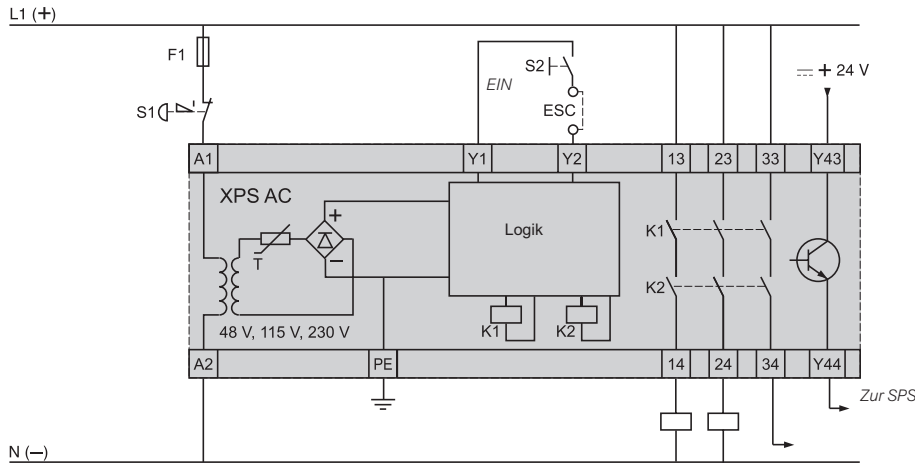 L1 (+)
F1
S1
S2
EIN
ESC
+ 24 V
A1
Y1
Y2
13
23
33
Y43
XPS AC
+
T
–
Logik
K1
K2
K1
K2
48 V, 115 V, 230 V
A2
PE
14
24
34
Y44
Zur SPS
N (–)